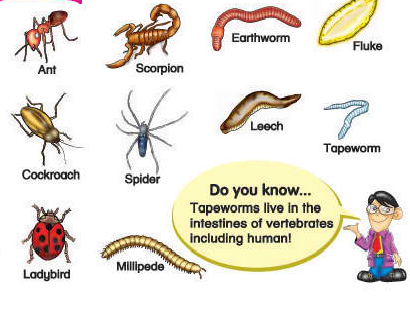 Ant
Scorpion
Earthworm
Fluke
Cockroach
Spider
Leech
Tapeworm
Ladybird
Millipede
Do you know...
Tapeworms live in the
intestines of vertebrates
including human!